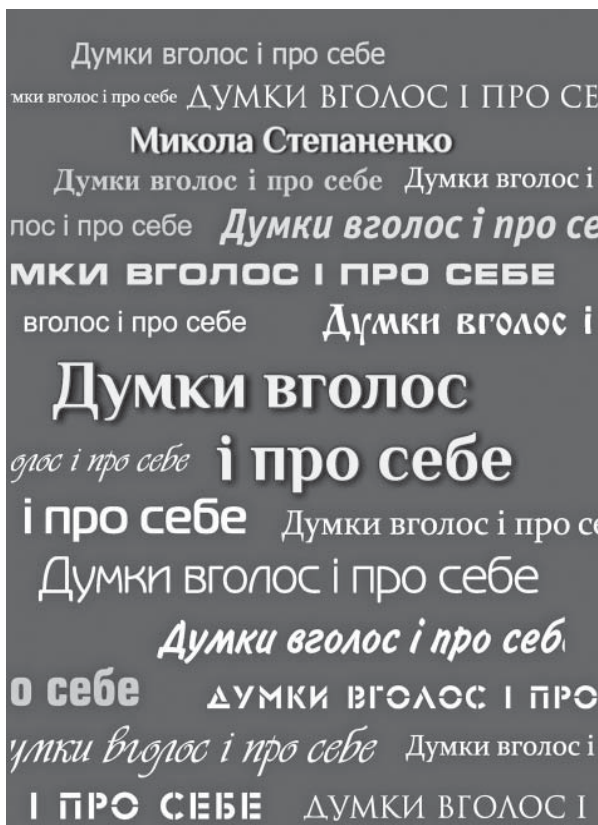 Думки вголос і про себе
мки вголос і про себе ДУМКИ ВГОЛОС І ПРО СЕ
Микола Степаненко
Думки вголос і про себе Думки вголос і
лос і про себе Думки вголос і про се
МКИ ВГОЛОС І ПРО СЕБЕ
вголос і про себе Думки вголос і
Думки вголос
олос і про себе і про себе
і про себе Думки вголос і про се
Думки вголос і про себе
Думки вголос і про себе
о себе ДУМКИ ВГОЛОС І ПРО
умки вголос і про себе Думки вголос і
І ПРО СЕБЕ ДУМКИ ВГОЛОС І